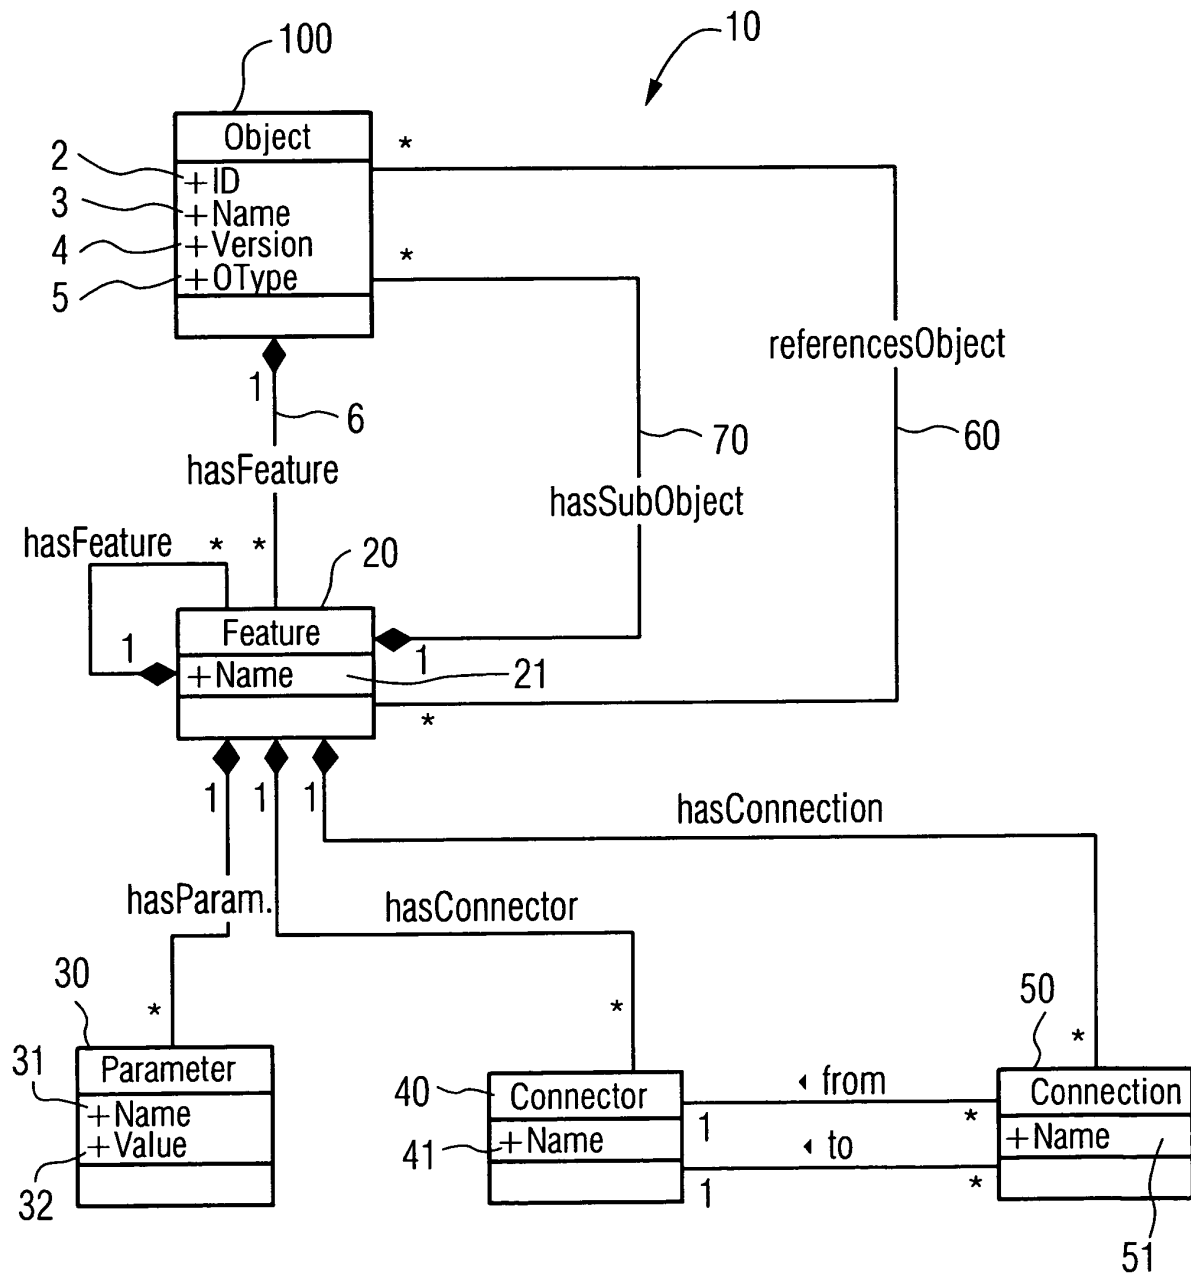 100
10
Object
*
2
+ID
3
+Name
4
+Version
*
5
+OType
referencesObject
1
6
70
60
hasFeature
hasSubObject
hasFeature
*
*
20
Feature
1
1
+Name
21
*
1
1
1
hasConnection
hasParam.
hasConnector
30
*
*
50
*
31
Parameter
+Name
+Value
32
40
Connector
41
+Name
from
1
*
to
1
*
Connection
+Name
51